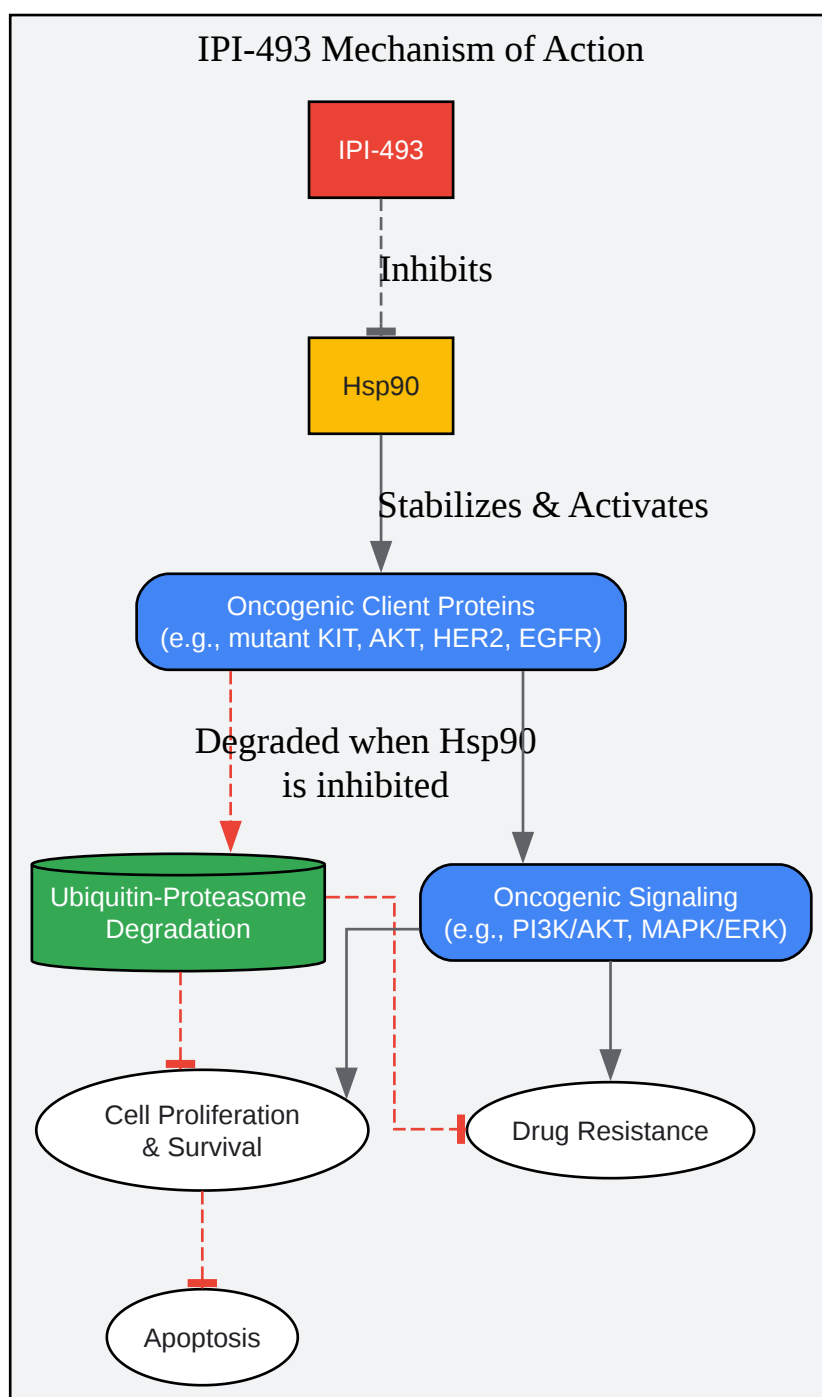 IPI-493 Mechanism of Action
IPI-493
Inhibits
Hsp90
Stabilizes & Activates
Oncogenic Client Proteins
(e.g., mutant KIT, AKT, HER2, EGFR)
Degraded when Hsp90
is inhibited
Ubiquitin-Proteasome
Degradation
Oncogenic Signaling
(e.g., PI3K/AKT, MAPK/ERK)
Cell Proliferation
& Survival
Drug Resistance
Apoptosis